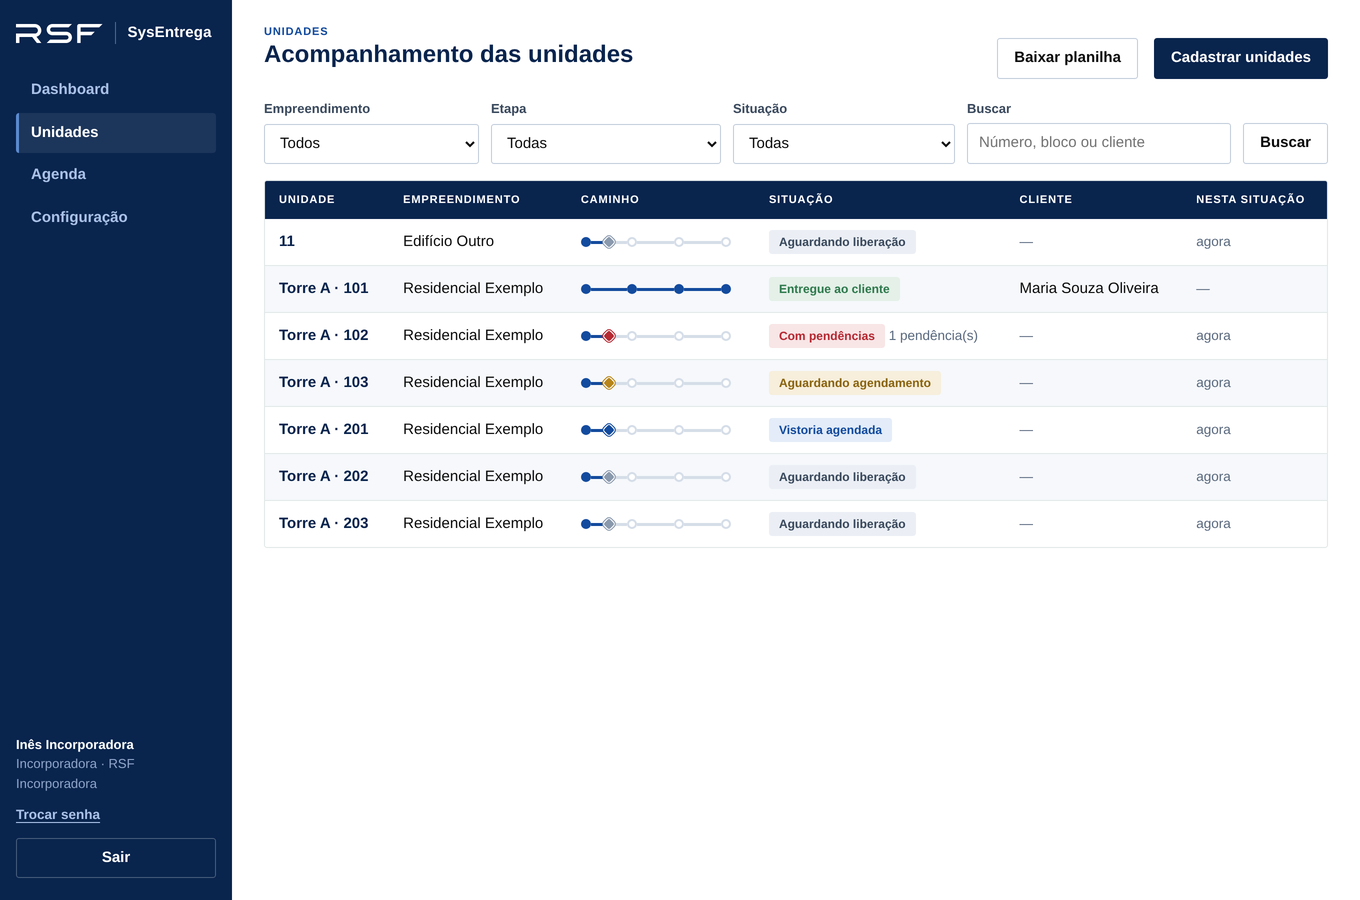 RSF SysEntrega
Dashboard
Unidades
Agenda
Configuração
Inês Incorporadora
Incorporadora · RSF
Incorporadora
Trocar senha
Sair
UNIDADES
Acompanhamento das unidades
Baixar planilha
Cadastrar unidades
Empreendimento Etapa Situação Buscar
Todos Todas Todas Número, bloco ou cliente Buscar
UNIDADE EMPREENDIMENTO CAMINHO SITUAÇÃO CLIENTE NESTA SITUAÇÃO
11 Edifício Outro Aguardando liberação — agora
Torre A · 101 Residencial Exemplo Entregue ao cliente Maria Souza Oliveira —
Torre A · 102 Residencial Exemplo Com pendências 1 pendência(s) — agora
Torre A · 103 Residencial Exemplo Aguardando agendamento — agora
Torre A · 201 Residencial Exemplo Vistoria agendada — agora
Torre A · 202 Residencial Exemplo Aguardando liberação — agora
Torre A · 203 Residencial Exemplo Aguardando liberação — agora